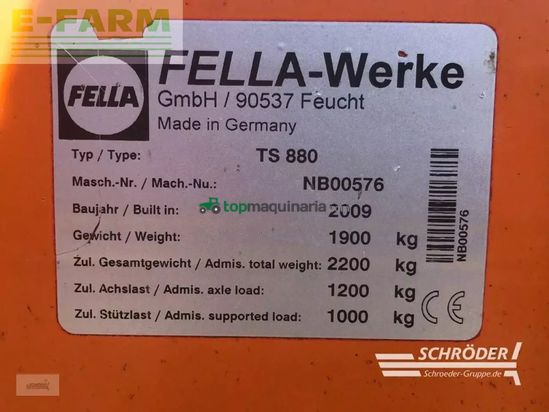 E-FARM
FELLA
FELLA-Werke
GmbH / 90537 Feucht
Made in Germany
Typ / Type: TS 880
Masch.-Nr. / Mach.-Nu.: NB00576
Baujahr / Built in: 2009
topmaquinaria
Gewicht / Weight: 1900 kg
Zul. Gesamtgewicht / Admis. total weight: 2200 kg
Zul. Achslast / Admis. axle load: 1200 kg
Zul. Stützlast / Admis. supported load: 1000 kg
NB00576
CE
SCHRÖDER
Schroeder-Gruppe.de